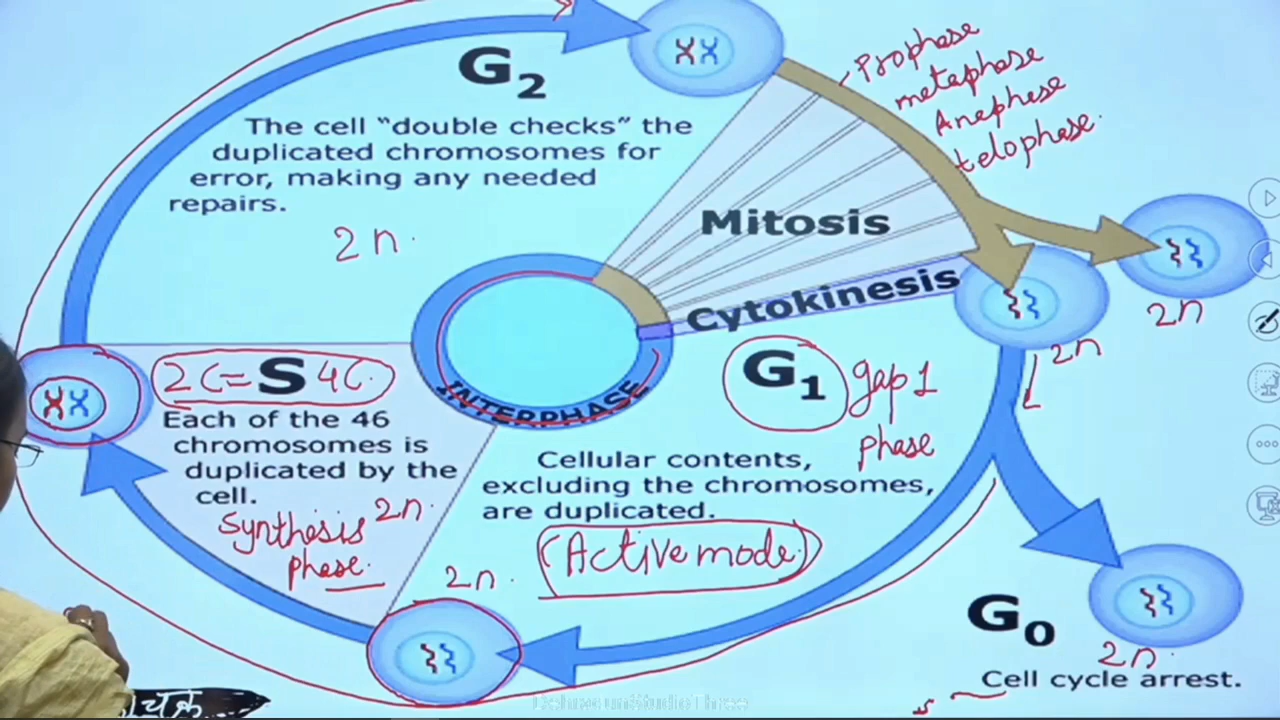 G2
The cell “double checks” the
duplicated chromosomes for
error, making any needed
repairs.
2n.
Prophase
metaphase
Anaphese
telophase.
Mitosis
Cytokinesis
2n
2n
INTERPHASE
2C=S 4C.
Each of the 46
chromosomes is
duplicated by the
cell.
Synthesis 2n.
phase.
G1 gap 1
phase
Cellular contents,
excluding the chromosomes,
are duplicated.
(Active mode.)
2n.
G0
2n.
Cell cycle arrest.